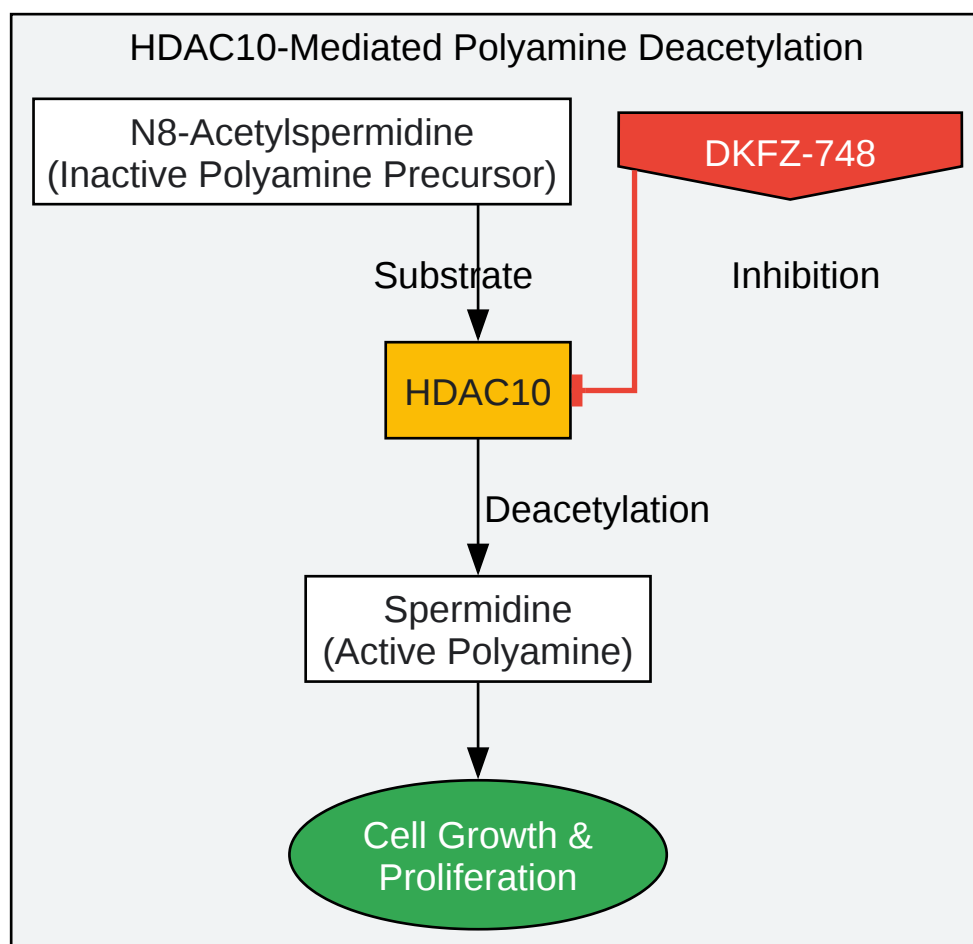 HDAC10-Mediated Polyamine Deacetylation
N8-Acetylspermidine
(Inactive Polyamine Precursor)
DKFZ-748
Substrate
Inhibition
HDAC10
Deacetylation
Spermidine
(Active Polyamine)
Cell Growth &
Proliferation